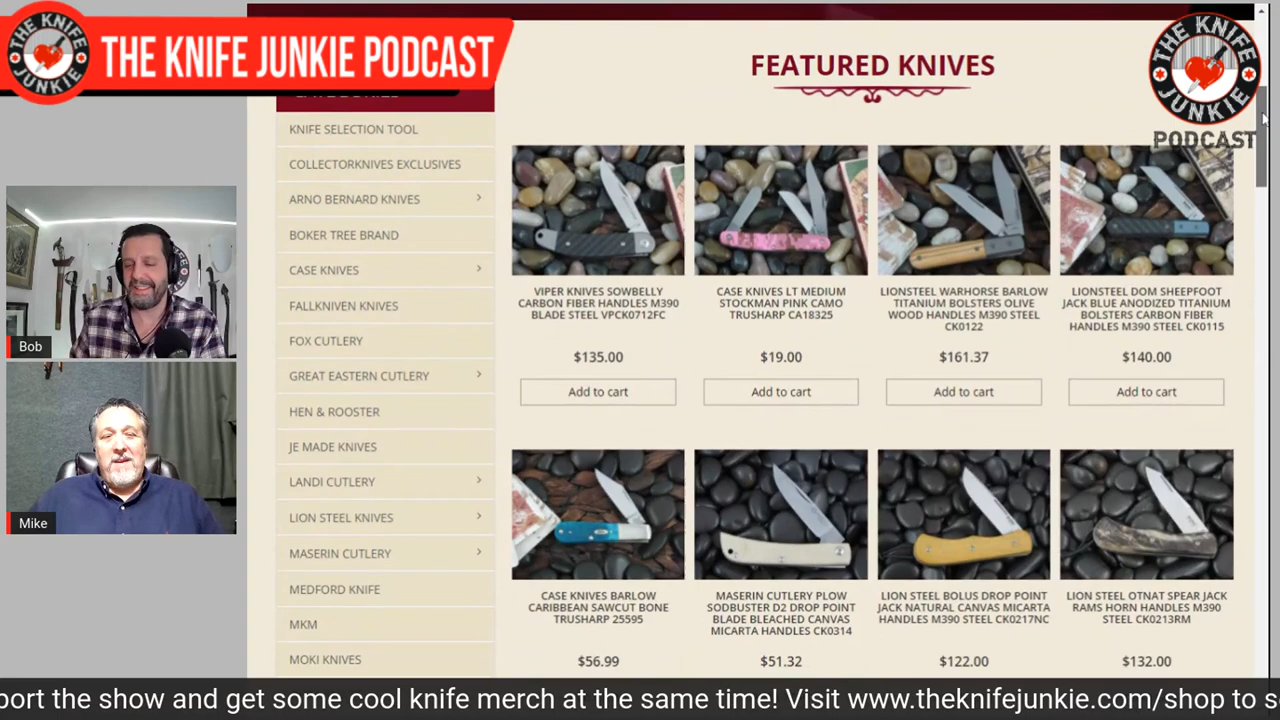 THE KNIFE JUNKIE
THE KNIFE JUNKIE PODCAST
THE KNIFE
JUNKIE
PODCAST
Bob
Mike
CATEGORIES
KNIFE SELECTION TOOL
COLLECTORKNIVES EXCLUSIVES
ARNO BERNARD KNIVES
BOKER TREE BRAND
CASE KNIVES
FALLKNIVEN KNIVES
FOX CUTLERY
GREAT EASTERN CUTLERY
HEN & ROOSTER
JE MADE KNIVES
LANDI CUTLERY
LION STEEL KNIVES
MASERIN CUTLERY
MEDFORD KNIFE
MKM
MOKI KNIVES
FEATURED KNIVES
VIPER KNIVES SOWBELLY
CARBON FIBER HANDLES M390
BLADE STEEL VPCK0712FC
$135.00
Add to cart
CASE KNIVES LT MEDIUM
STOCKMAN PINK CAMO
TRUSHARP CA18325
$19.00
Add to cart
LIONSTEEL WARHORSE BARLOW
TITANIUM BOLSTERS OLIVE
WOOD HANDLES M390 STEEL
CK0122
$161.37
Add to cart
LIONSTEEL DOM SHEEPFOOT
JACK BLUE ANODIZED TITANIUM
BOLSTERS CARBON FIBER
HANDLES M390 STEEL CK0115
$140.00
Add to cart
CASE KNIVES BARLOW
CARIBBEAN SAWCUT BONE
TRUSHARP 25595
$56.99
MASERIN CUTLERY PLOW
SODBUSTER D2 DROP POINT
BLADE BLEACHED CANVAS
MICARTA HANDLES CK0314
$51.32
LION STEEL BOLUS DROP POINT
JACK NATURAL CANVAS MICARTA
HANDLES M390 STEEL CK0217NC
$122.00
LION STEEL OTNAT SPEAR JACK
RAMS HORN HANDLES M390
STEEL CK0213RM
$132.00
port the show and get some cool knife merch at the same time! Visit www.theknifejunkie.com/shop to s